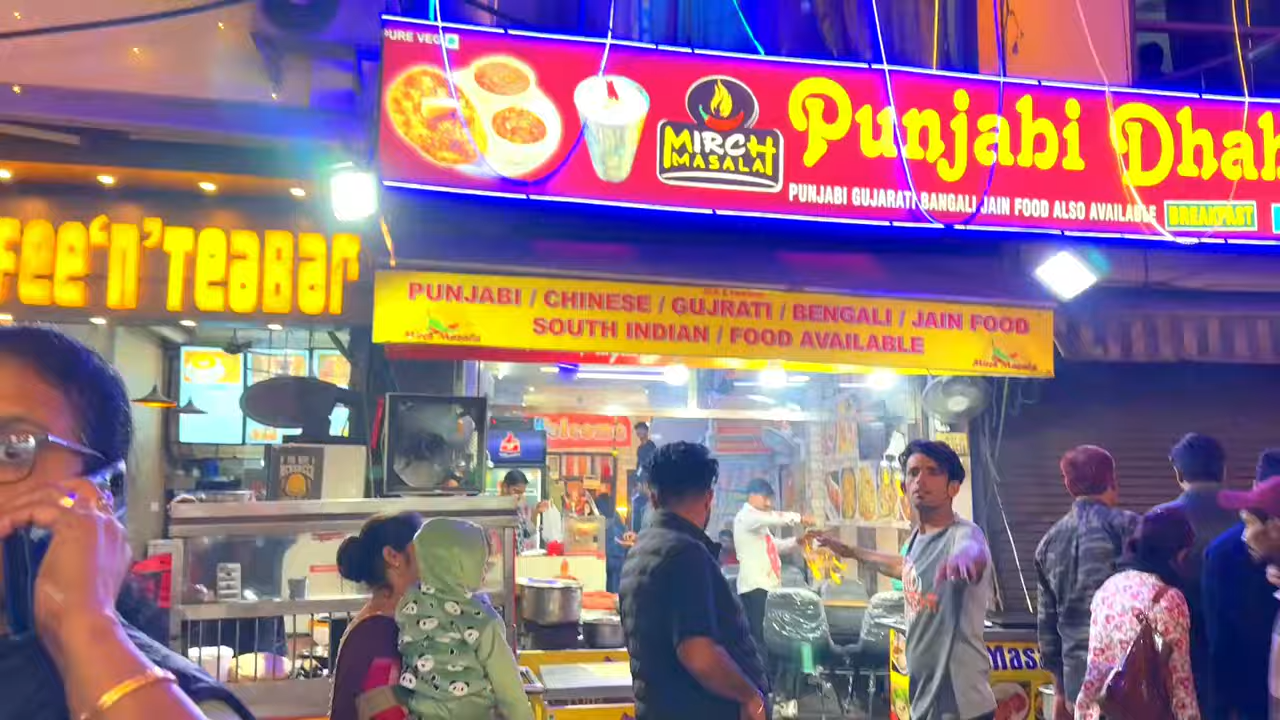 PURE VEG
MIRCH
MASALA
Punjabi Dhab
PUNJABI GUJARATI BANGALI JAIN FOOD ALSO AVAILABLE BREAKFAST
fee'n'TeaBar
PUNJABI / CHINESE / GUJRATI / BENGALI / JAIN FOOD
SOUTH INDIAN / FOOD AVAILABLE
Mirch Masala
Mirch Masala
Welcome
Masa